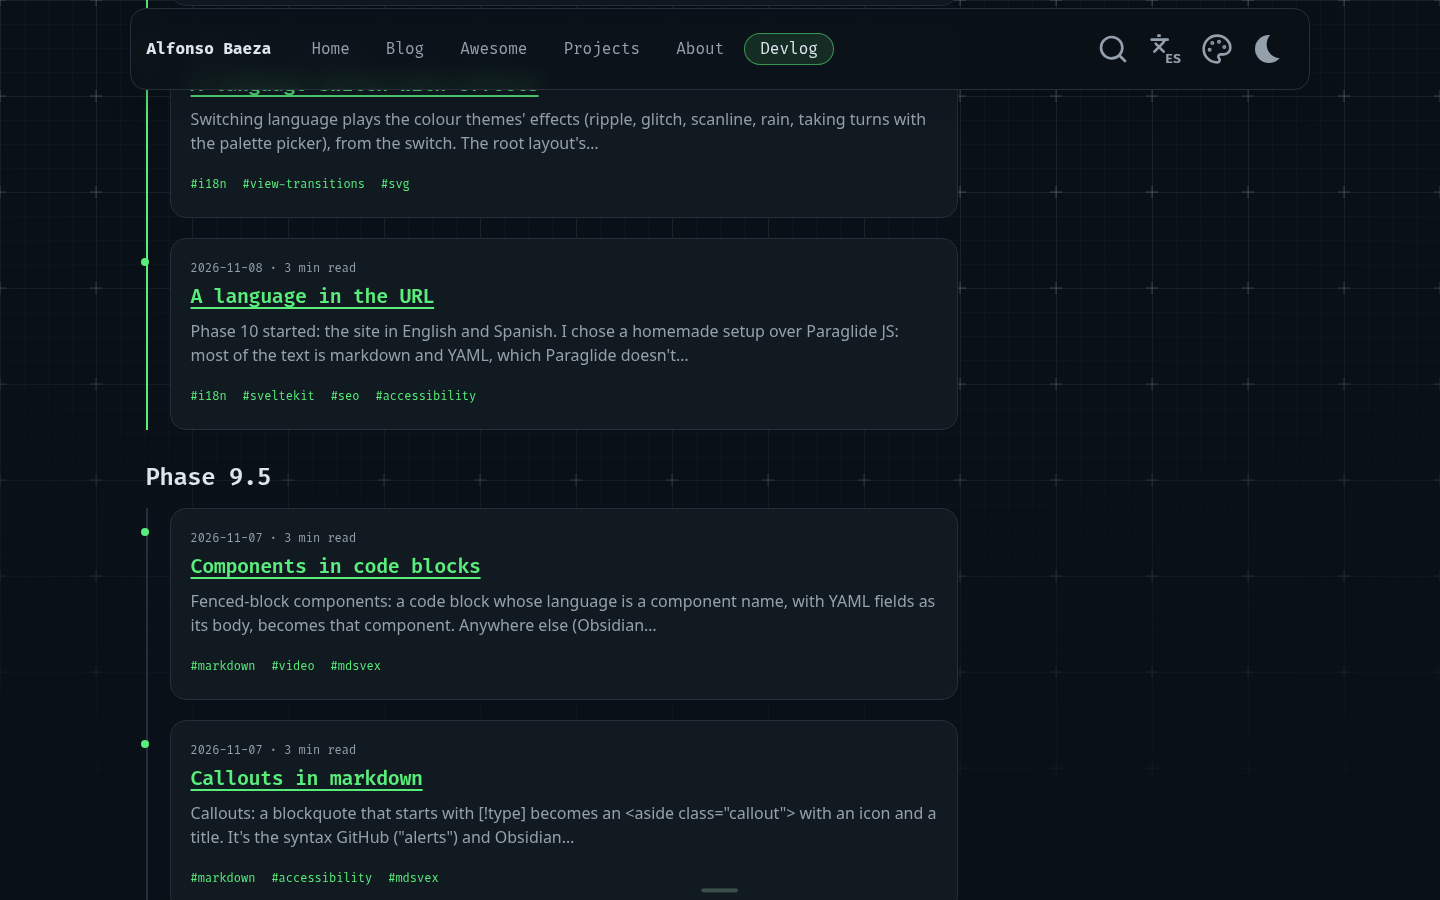 Alfonso Baeza Home Blog Awesome Projects About Devlog ES
Switching language plays the colour themes' effects (ripple, glitch, scanline, rain, taking turns with
the palette picker), from the switch. The root layout's...
#i18n #view-transitions #svg
2026-11-08 · 3 min read
A language in the URL
Phase 10 started: the site in English and Spanish. I chose a homemade setup over Paraglide JS:
most of the text is markdown and YAML, which Paraglide doesn't...
#i18n #sveltekit #seo #accessibility
Phase 9.5
2026-11-07 · 3 min read
Components in code blocks
Fenced-block components: a code block whose language is a component name, with YAML fields as
its body, becomes that component. Anywhere else (Obsidian...
#markdown #video #mdsvex
2026-11-07 · 3 min read
Callouts in markdown
Callouts: a blockquote that starts with [!type] becomes an <aside class="callout"> with an icon and a
title. It's the syntax GitHub ("alerts") and Obsidian...
#markdown #accessibility #mdsvex